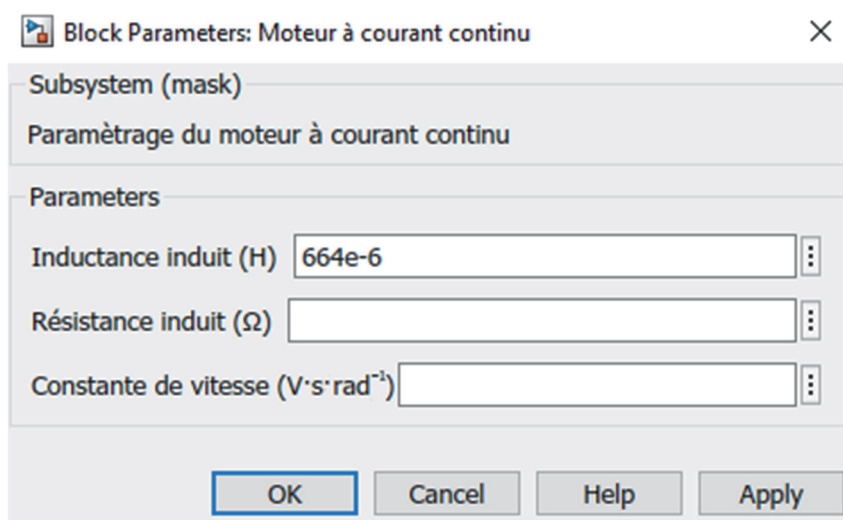 Block Parameters: Moteur à courant continu
Subsystem (mask)
Paramètrage du moteur à courant continu
Parameters
Inductance induit (H) 664e-6
Résistance induit (Ω)
Constante de vitesse (V·s·rad⁻¹)
OK Cancel Help Apply